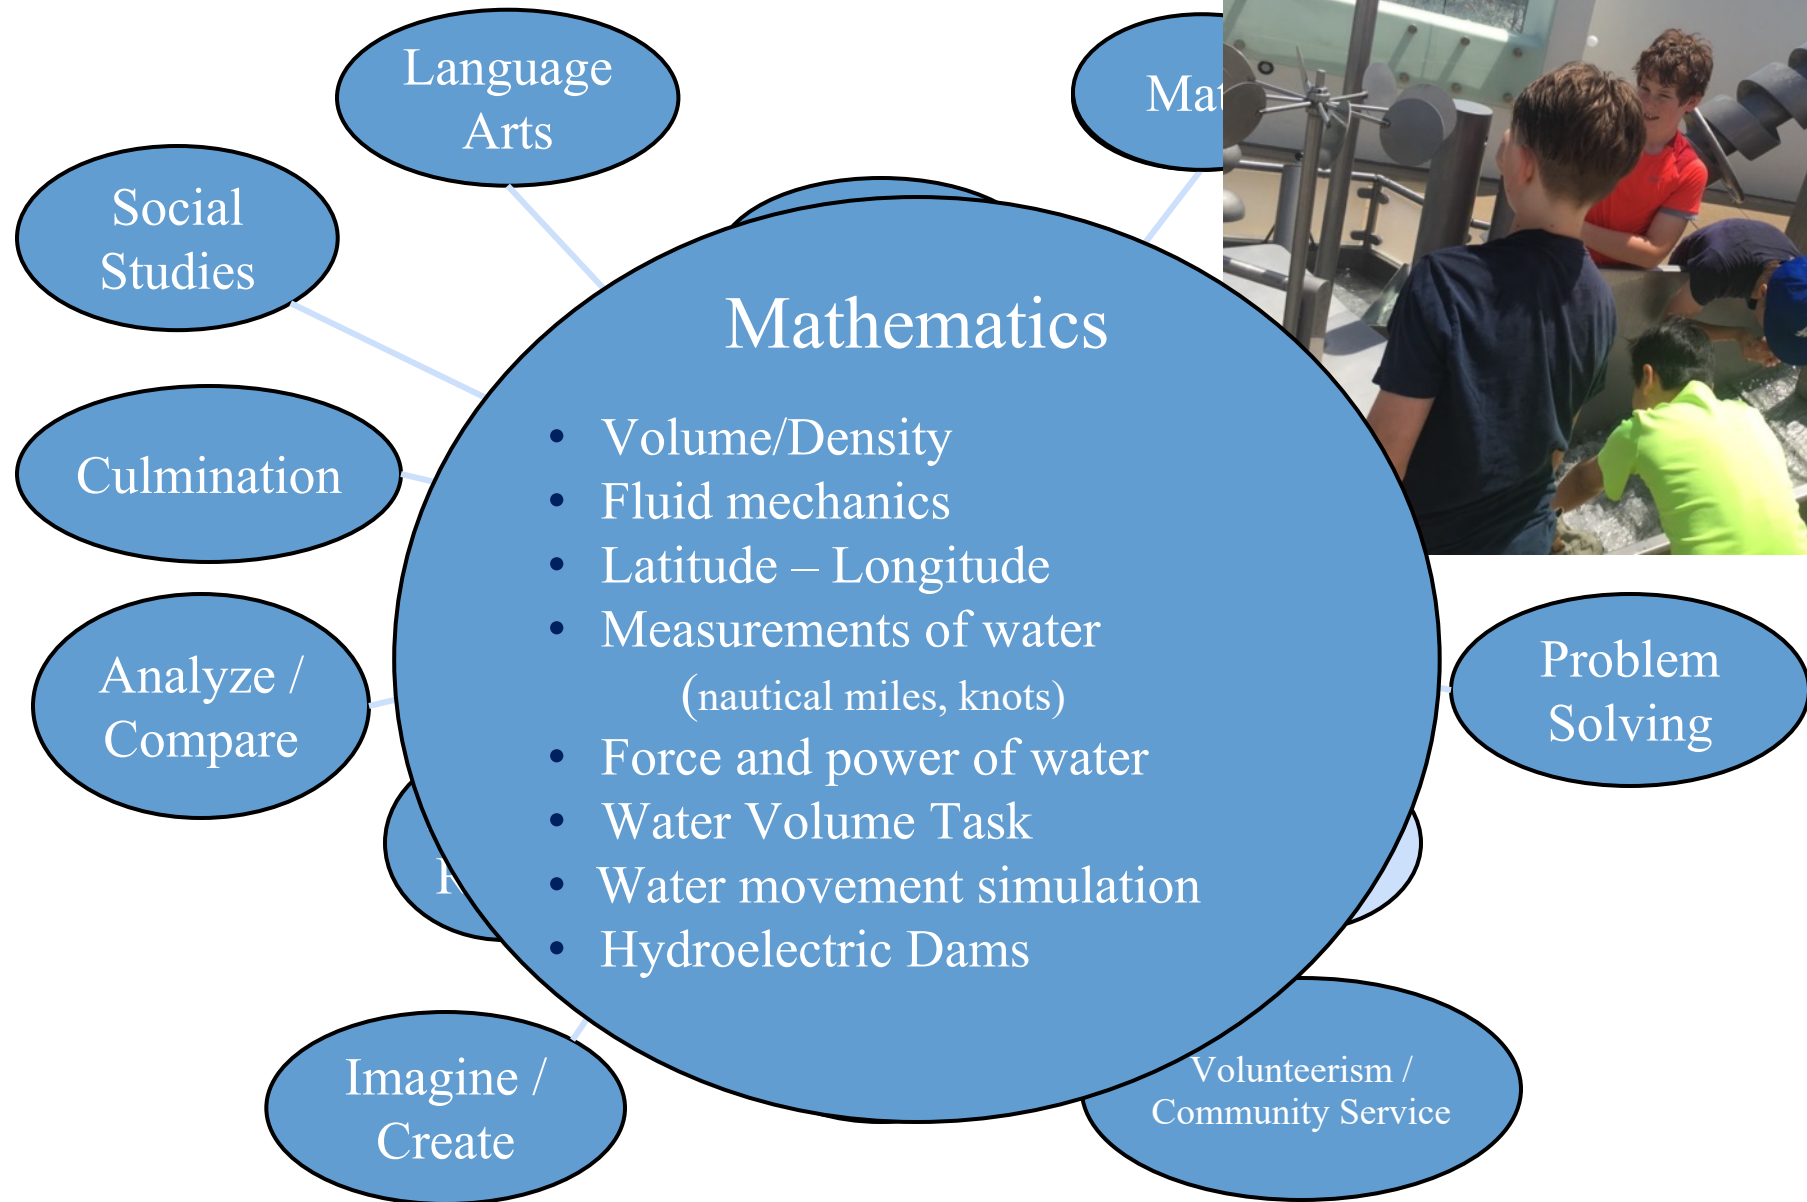 Language
Arts
Social
Studies
Culmination
Analyze /
Compare
Imagine /
Create
Mathematics
• Volume/Density
• Fluid mechanics
• Latitude – Longitude
• Measurements of water
(nautical miles, knots)
• Force and power of water
• Water Volume Task
• Water movement simulation
• Hydroelectric Dams
Problem
Solving
Volunteerism /
Community Service